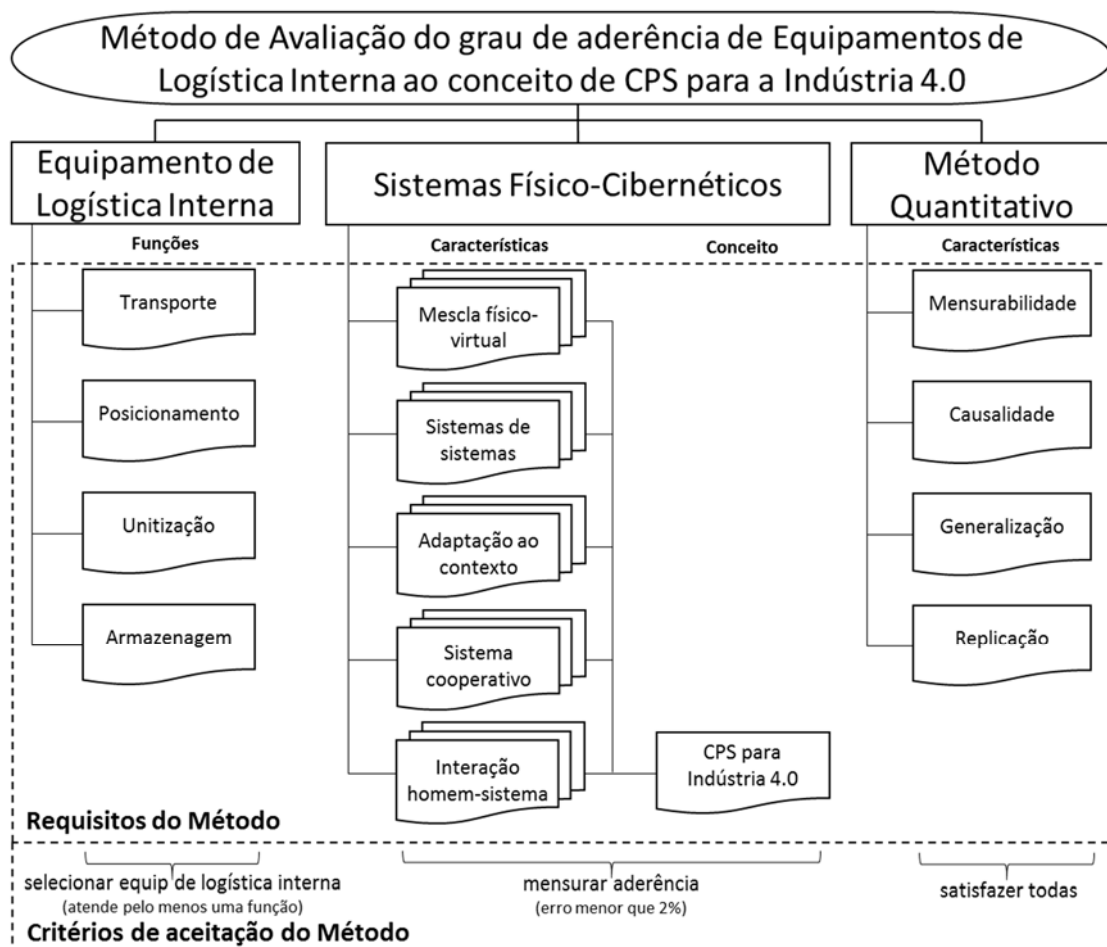 Método de Avaliação do grau de aderência de Equipamentos de
Logística Interna ao conceito de CPS para a Indústria 4.0
Equipamento de
Logística Interna
Sistemas Físico-Cibernéticos
Método
Quantitativo
Funções
Características
Conceito
Características
Transporte
Posicionamento
Unitização
Armazenagem
Mescla físico-
virtual
Sistemas de
sistemas
Adaptação ao
contexto
Sistema
cooperativo
Interação
homem-sistema
CPS para
Indústria 4.0
Mensurabilidade
Causalidade
Generalização
Replicação
Requisitos do Método
selecionar equip de logística interna
(atende pelo menos uma função)
mensurar aderência
(erro menor que 2%)
satisfazer todas
Critérios de aceitação do Método